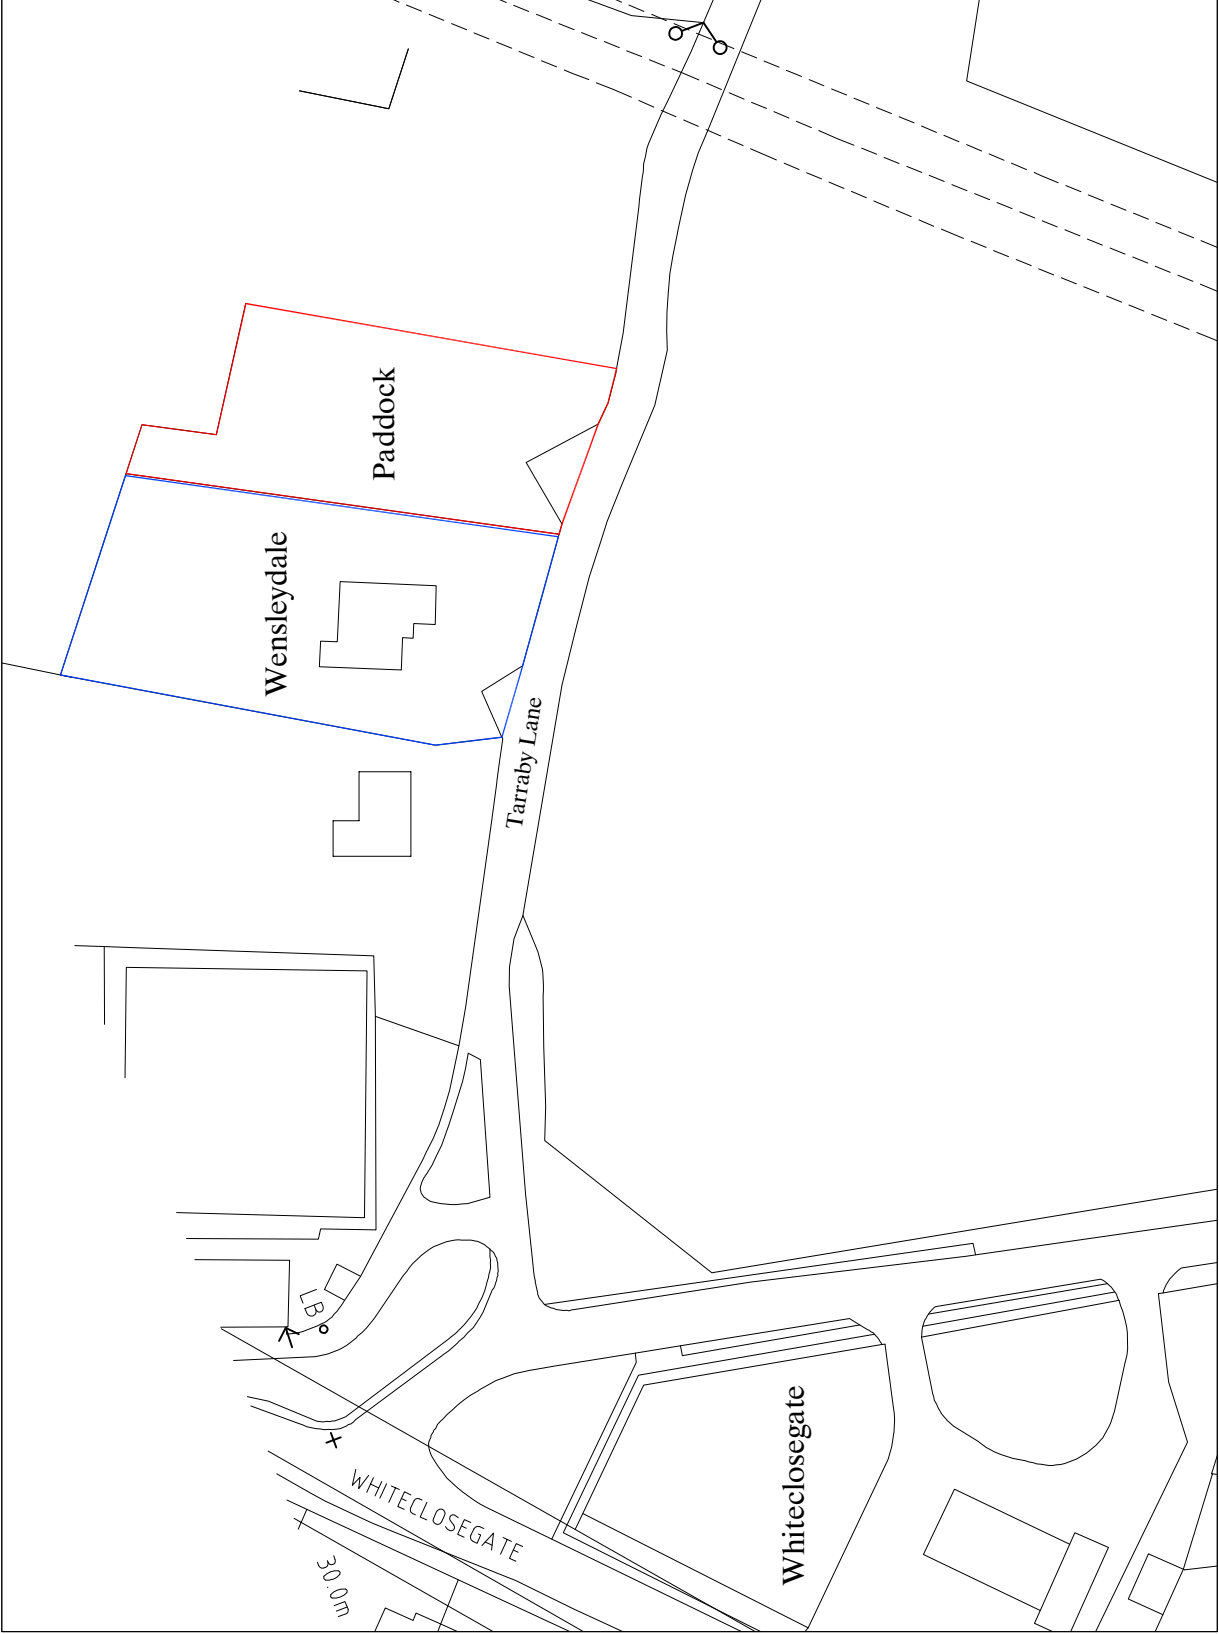 Paddock
Wensleydale
Tarraby Lane
LB
WHITECLOSEGATE
Whiteclosegate
30.0m